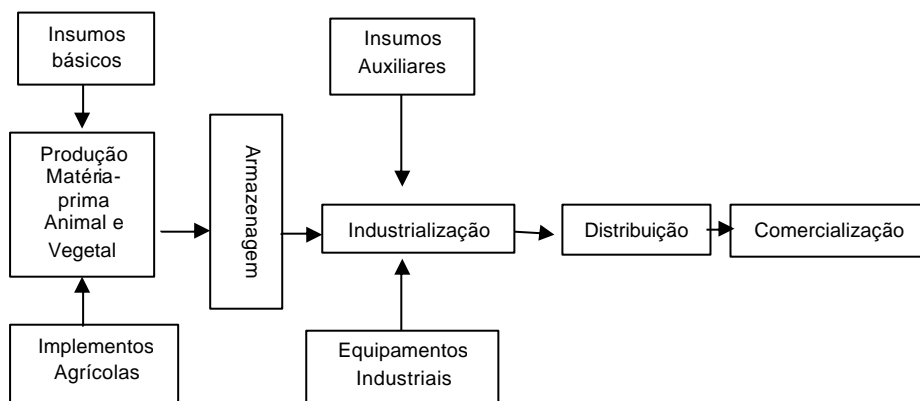 Insumos
básicos
Insumos
Auxiliares
Produção
Matéria-
prima
Animal e
Vegetal
Armazenagem
Industrialização
Distribuição
Comercialização
Implementos
Agrícolas
Equipamentos
Industriais